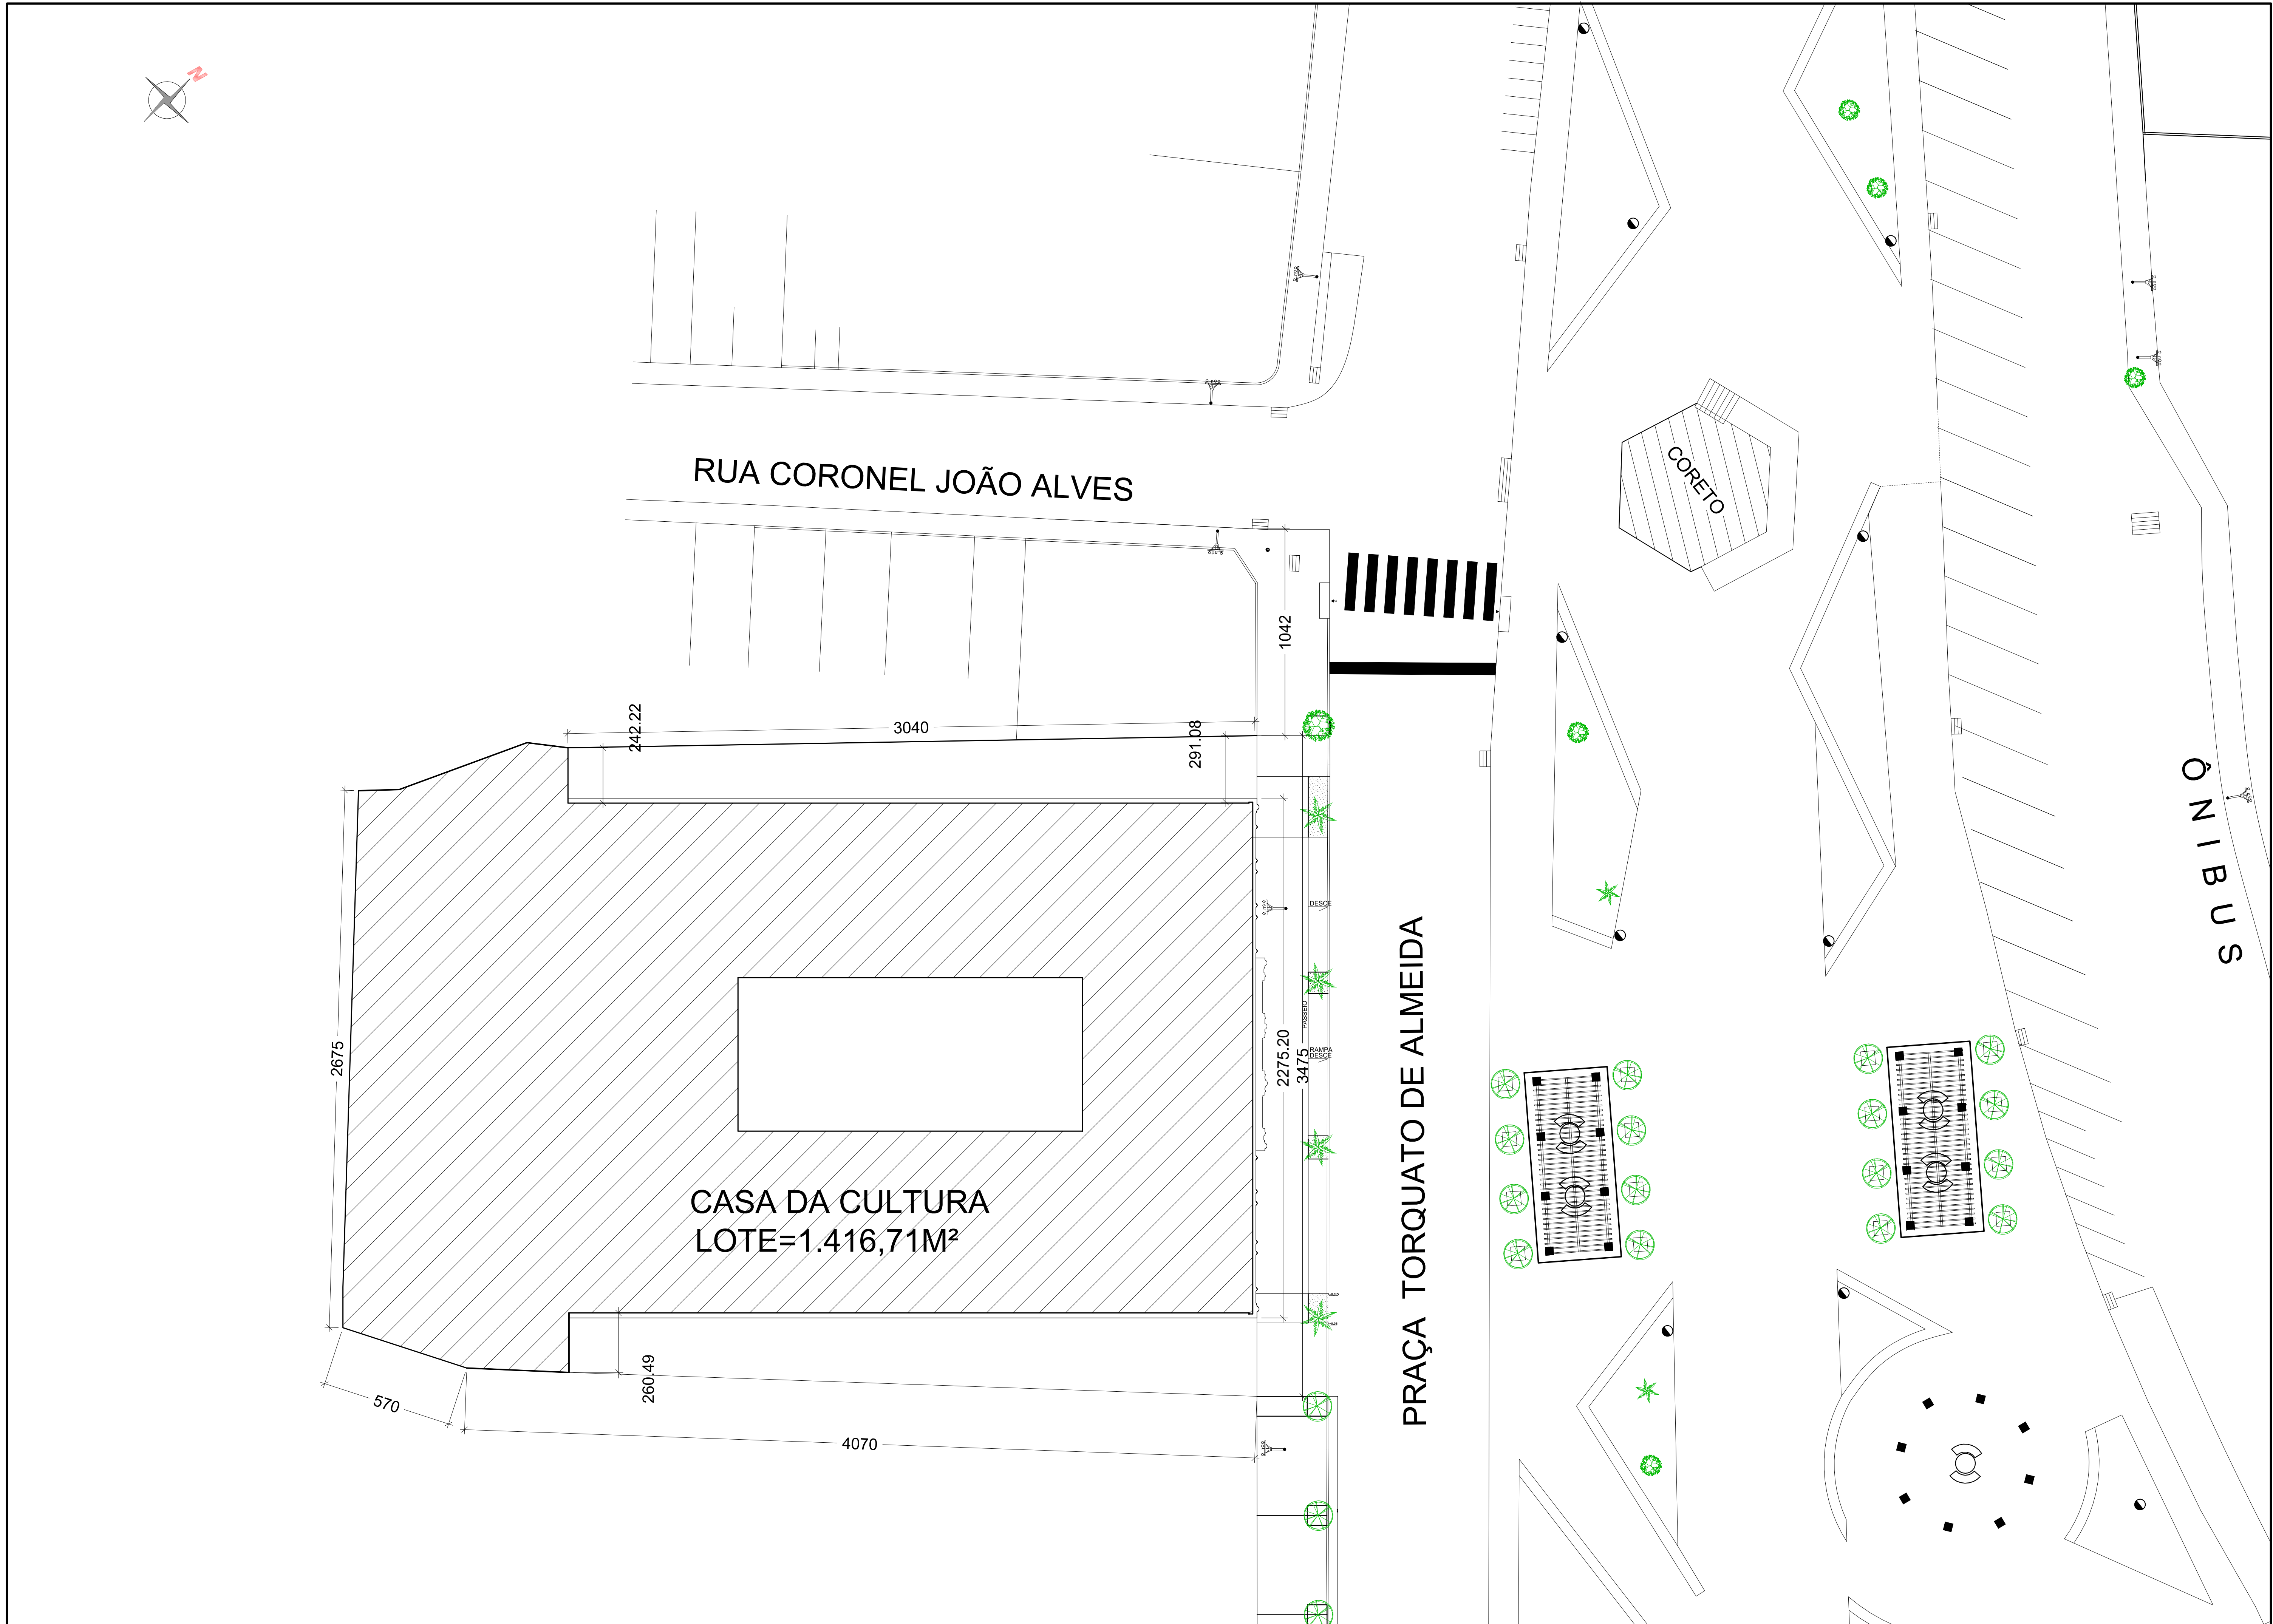 N
RUA CORONEL JOÃO ALVES
CORETO
1042
242.22
3040
291.08
ÔNIBUS
DESCE
PASSEIO
RAMPA
DESCE
2275.20
3475
2675
PRAÇA TORQUATO DE ALMEIDA
CASA DA CULTURA
LOTE=1.416,71M²
260.49
570
4070